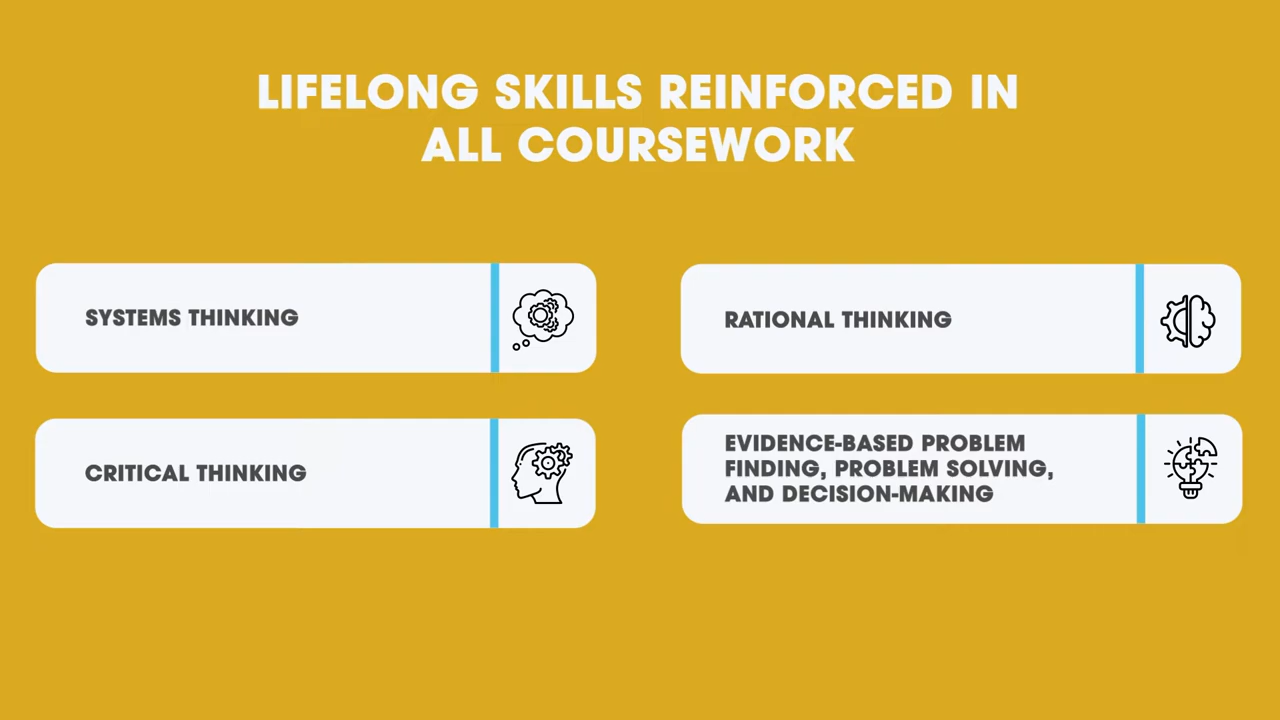 LIFELONG SKILLS REINFORCED IN
ALL COURSEWORK
SYSTEMS THINKING
RATIONAL THINKING
CRITICAL THINKING
EVIDENCE-BASED PROBLEM
FINDING, PROBLEM SOLVING,
AND DECISION-MAKING